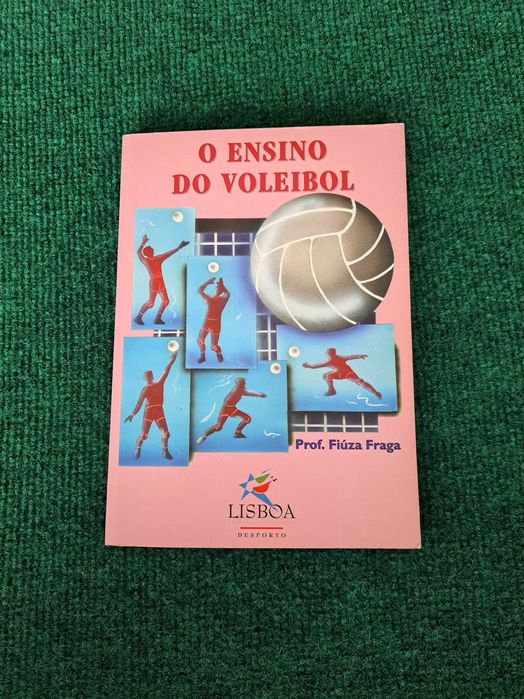 O ENSINO
DO VOLEIBOL
Prof. Fiúza Fraga
LISBOA
DESPORTO